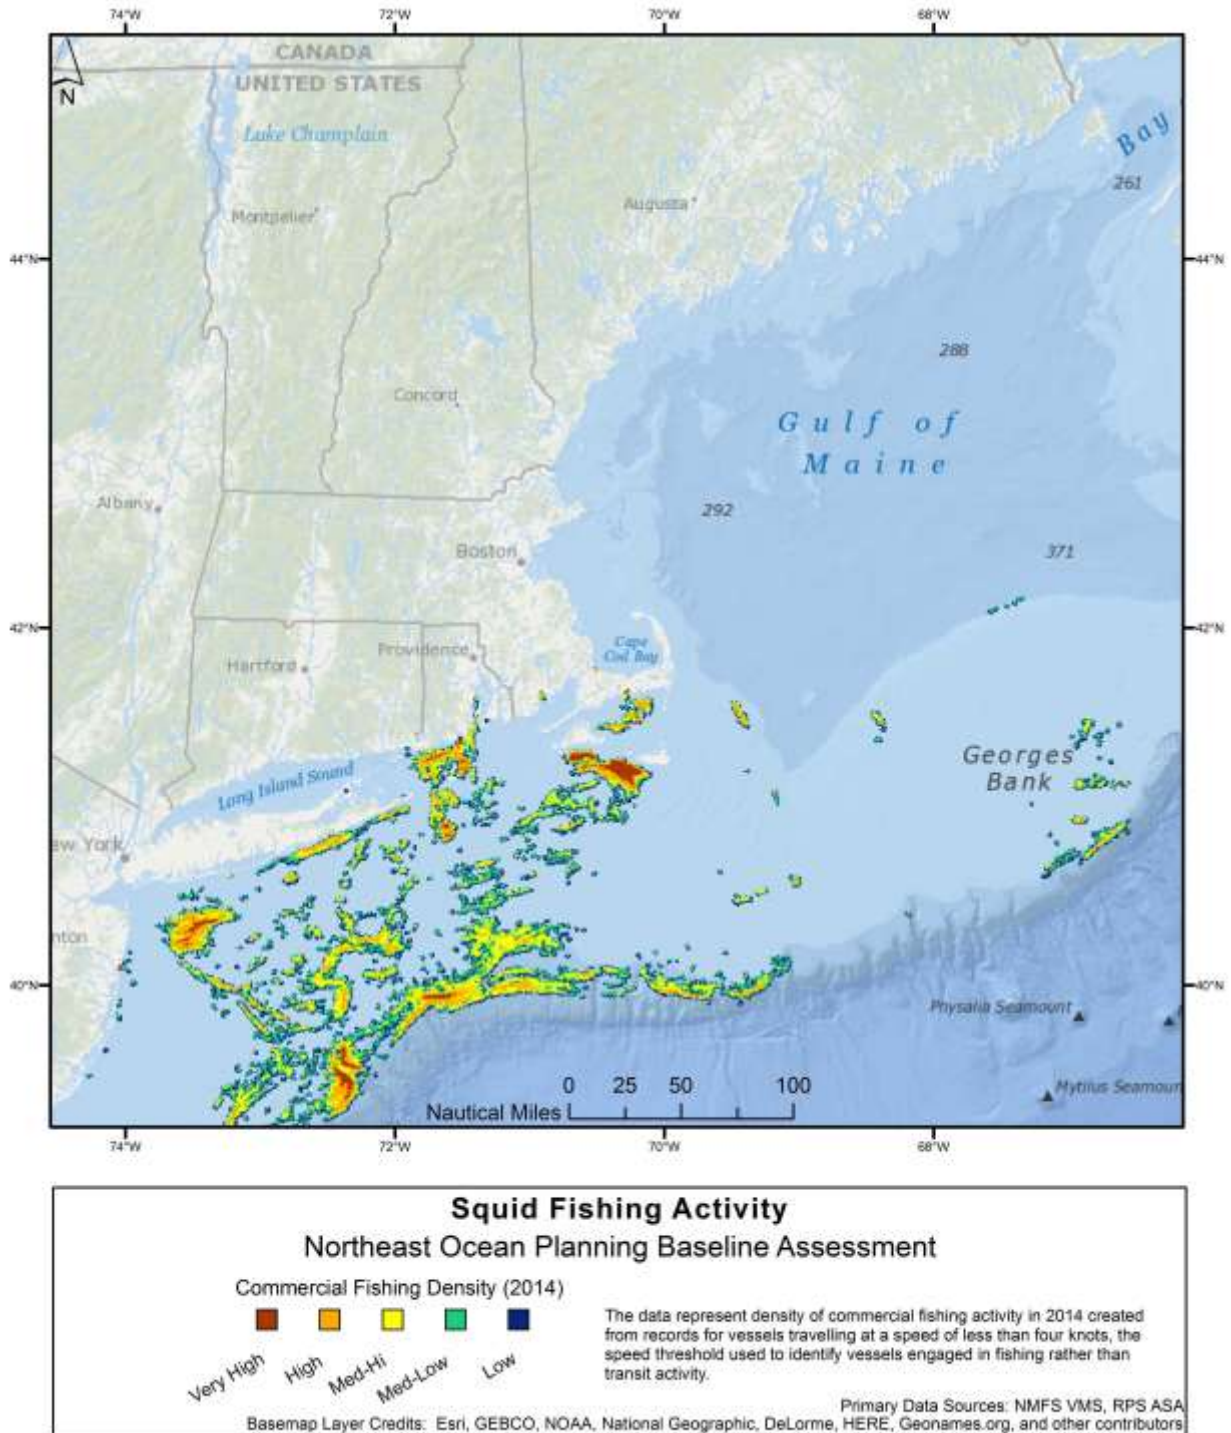 74°W 72°W 70°W 68°W
N
CANADA
UNITED STATES
Lake Champlain
Bay
261
Montpelier
Augusta
44°N 44°N
288
Concord
Gulf of
Maine
292
Albany
Boston
371
42°N 42°N
Cape
Cod Bay
Providence
Hartford
Georges
Bank
Long Island Sound
ew York
nton
40°N 40°N
Physalia Seamount
Mytilus Seamoun
0 25 50 100
Nautical Miles
74°W 72°W 70°W 68°W
Squid Fishing Activity
Northeast Ocean Planning Baseline Assessment
Commercial Fishing Density (2014)
Very High High Med-Hi Med-Low Low
The data represent density of commercial fishing activity in 2014 created
from records for vessels travelling at a speed of less than four knots, the
speed threshold used to identify vessels engaged in fishing rather than
transit activity.
Primary Data Sources: NMFS VMS, RPS ASA
Basemap Layer Credits: Esri, GEBCO, NOAA, National Geographic, DeLorme, HERE, Geonames.org, and other contributors